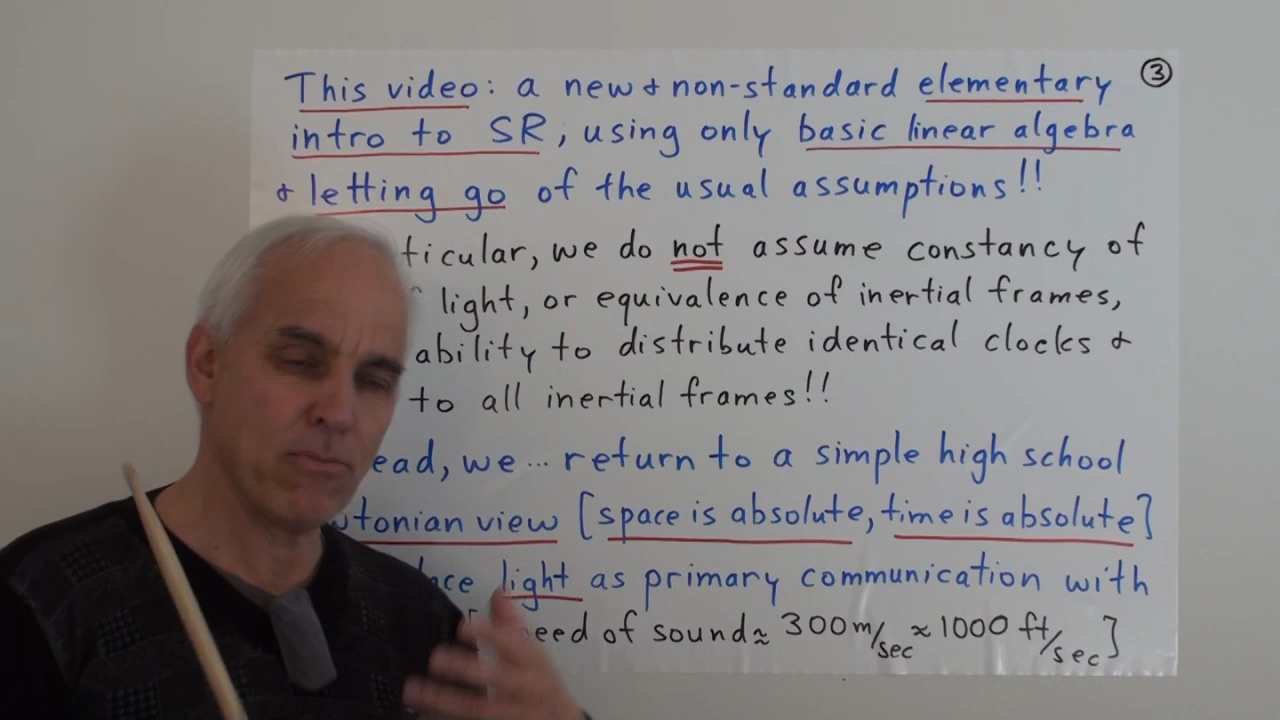 This video: a new & non-standard elementary ③
intro to SR, using only basic linear algebra
& letting go of the usual assumptions!!
ticular, we do not assume constancy of
light, or equivalence of inertial frames,
ability to distribute identical clocks &
to all inertial frames!!
ead, we... return to a simple high school
wtonian view [space is absolute, time is absolute]
ace light as primary communication with
eed of sound ≈ 300 m/sec ≈ 1000 ft/sec]